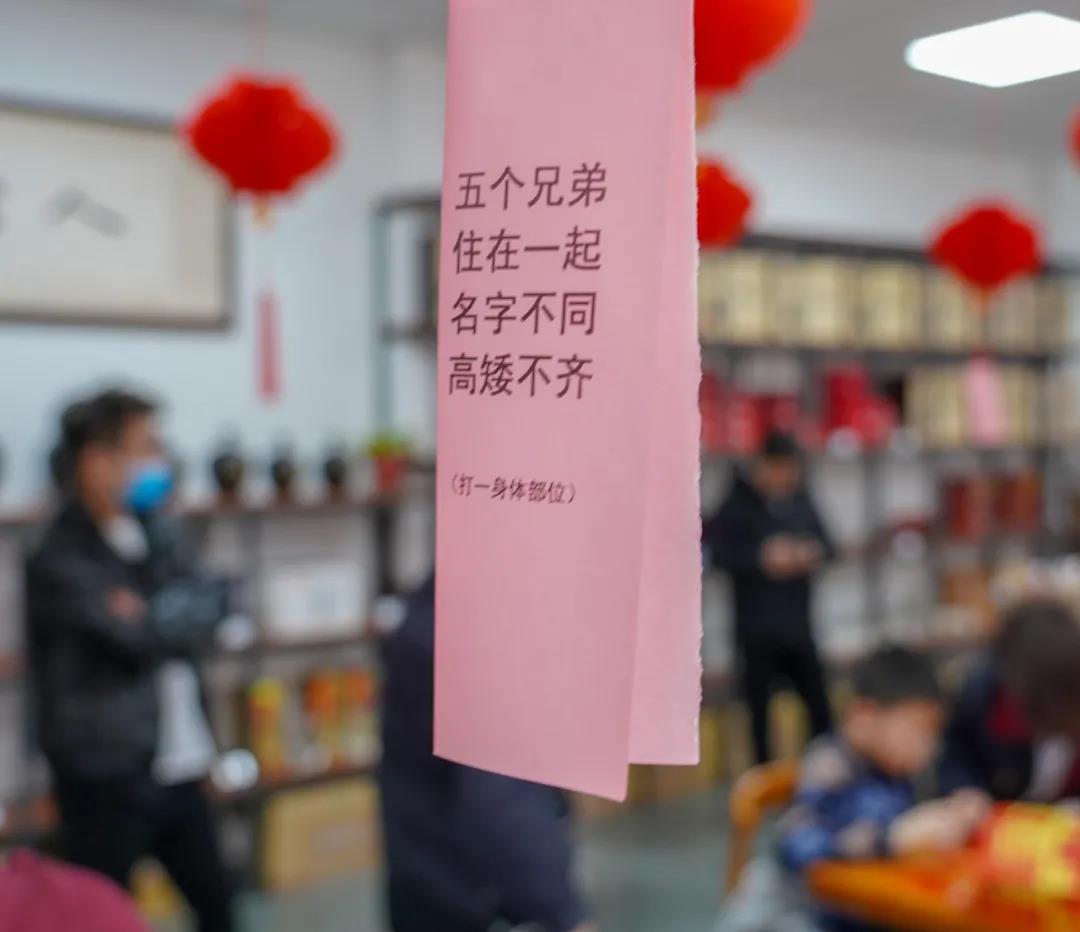 五个兄弟
住在一起
名字不同
高矮不齐
（打一身体部位）